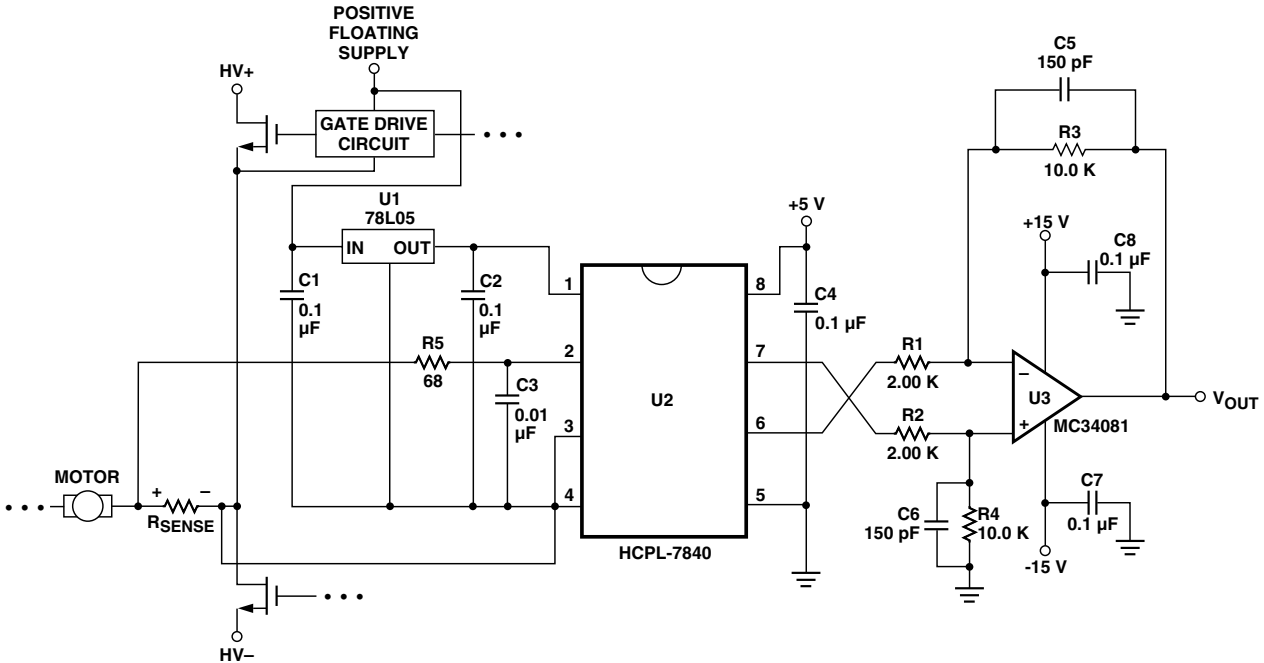 POSITIVE
FLOATING
SUPPLY
HV+
GATE DRIVE
CIRCUIT
U1
78L05
IN OUT
C1
0.1
µF
C2
0.1
µF
R5
68
C3
0.01
µF
MOTOR
+ –
RSENSE
HV–
1
2
3
4
8
7
6
5
U2
HCPL-7840
+5 V
C4
0.1 µF
R1
2.00 K
R2
2.00 K
C5
150 pF
R3
10.0 K
+15 V
C8
0.1 µF
–
U3
+
MC34081
VOUT
C7
0.1 µF
-15 V
C6
150 pF
R4
10.0 K